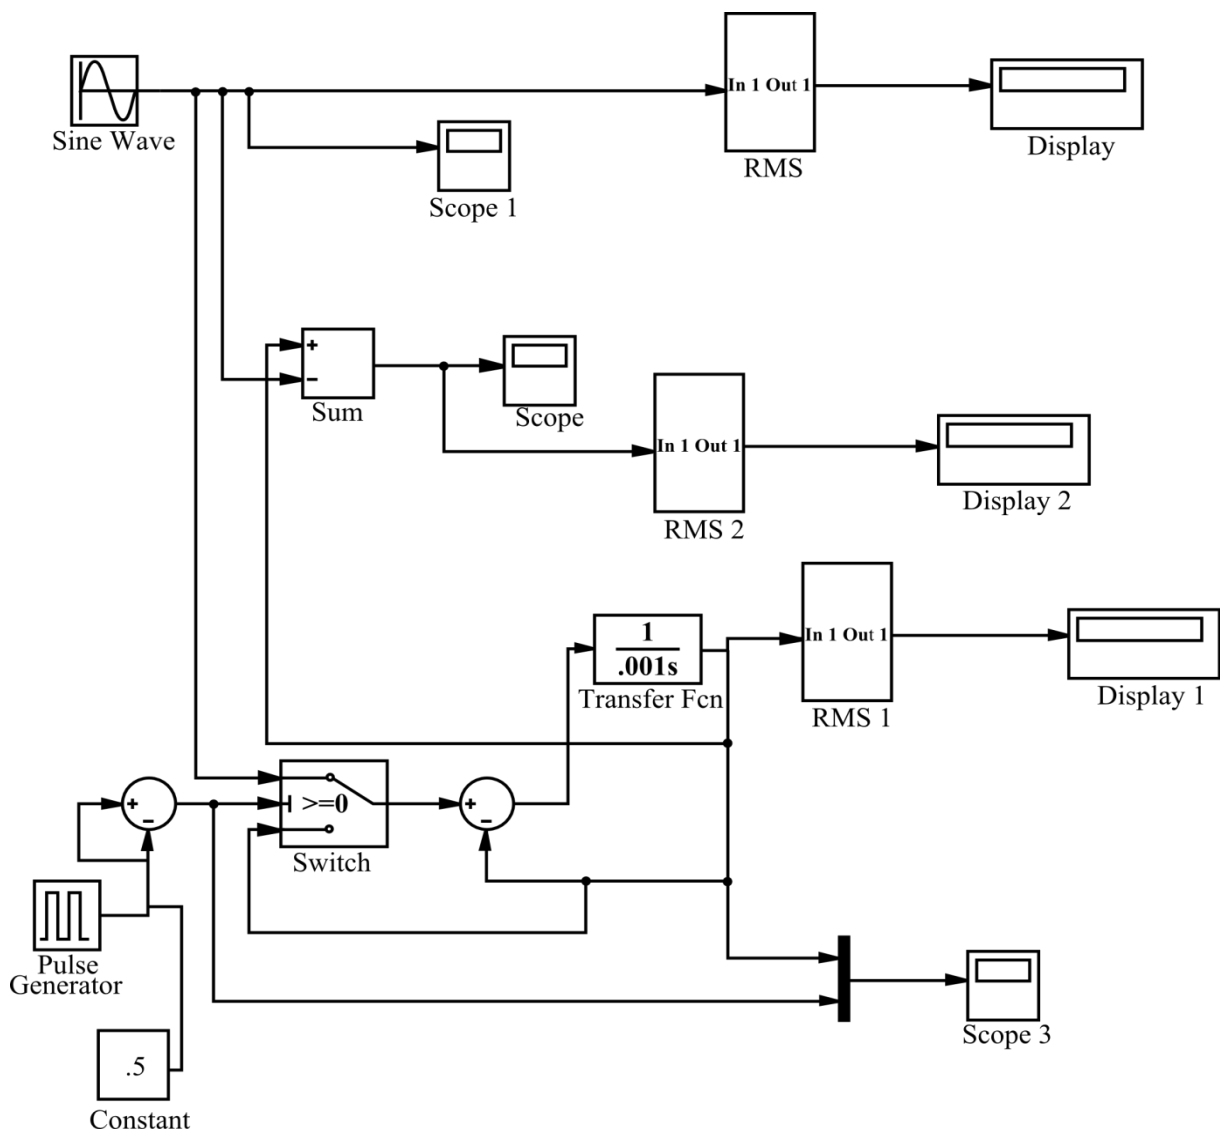 In 1 Out 1
Sine Wave
Display
RMS
Scope 1
+
−
Sum
Scope
In 1 Out 1
Display 2
RMS 2
1
.001s
Transfer Fcn
In 1 Out 1
Display 1
RMS 1
+
−
>=0
Switch
+
−
Pulse
Generator
Scope 3
.5
Constant